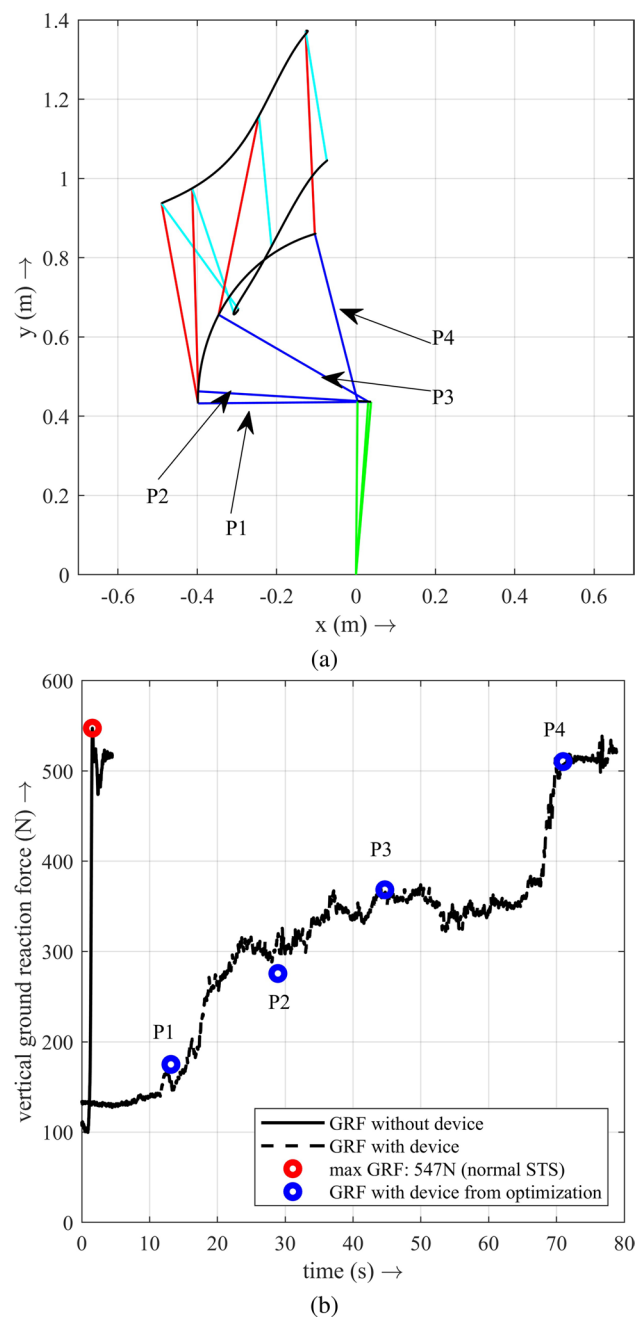 1.4
1.2
1
0.8
0.6
0.4
0.2
0
y (m) →
P4
P3
P2
P1
-0.6 -0.4 -0.2 0 0.2 0.4 0.6
x (m) →
(a)
600
500
400
300
200
100
0
vertical ground reaction force (N) →
P4
P3
P2
P1
GRF without device
GRF with device
max GRF: 547N (normal STS)
GRF with device from optimization
0 10 20 30 40 50 60 70 80
time (s) →
(b)